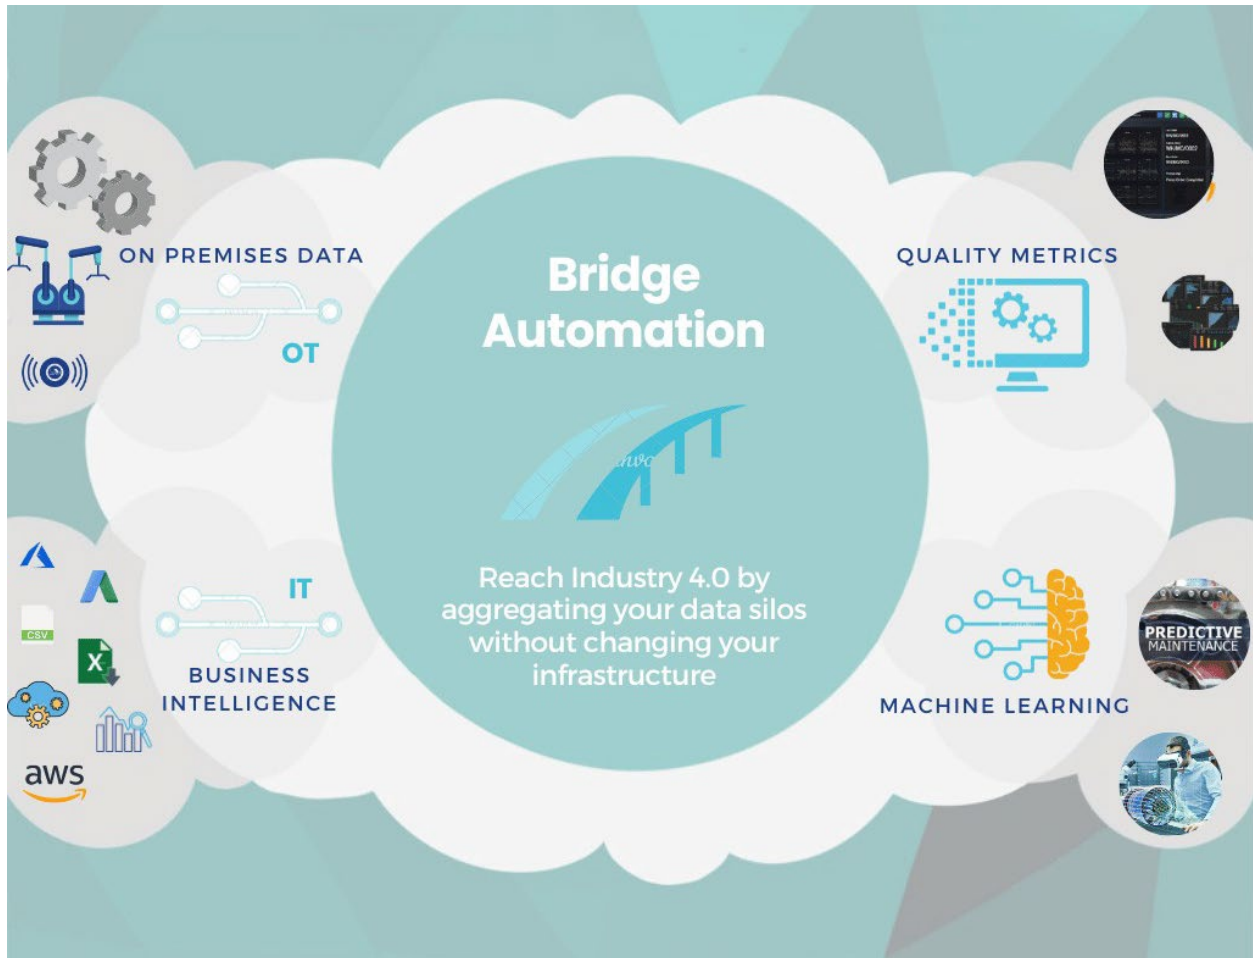 ON PREMISES DATA
OT
IT
BUSINESS
INTELLIGENCE
CSV
X
aws
Bridge
Automation
Reach Industry 4.0 by
aggregating your data silos
without changing your
infrastructure
QUALITY METRICS
MACHINE LEARNING
PREDICTIVE
MAINTENANCE